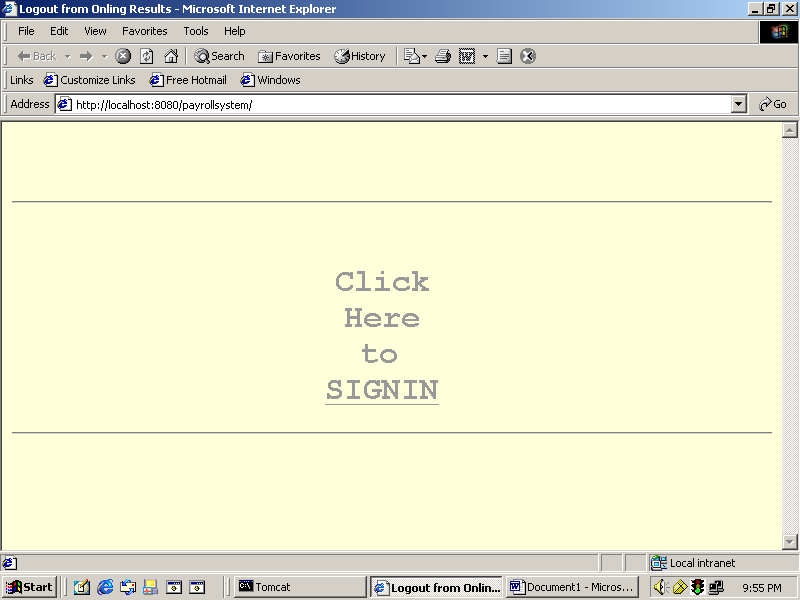 Logout from Onling Results - Microsoft Internet Explorer
File Edit View Favorites Tools Help
Back Search Favorites History
Links Customize Links Free Hotmail Windows
Address http://localhost:8080/payrollsystem/ Go
Click
Here
to
SIGNIN
Local intranet
Start Tomcat Logout from Onlin... Document1 - Micros... 9:55 PM